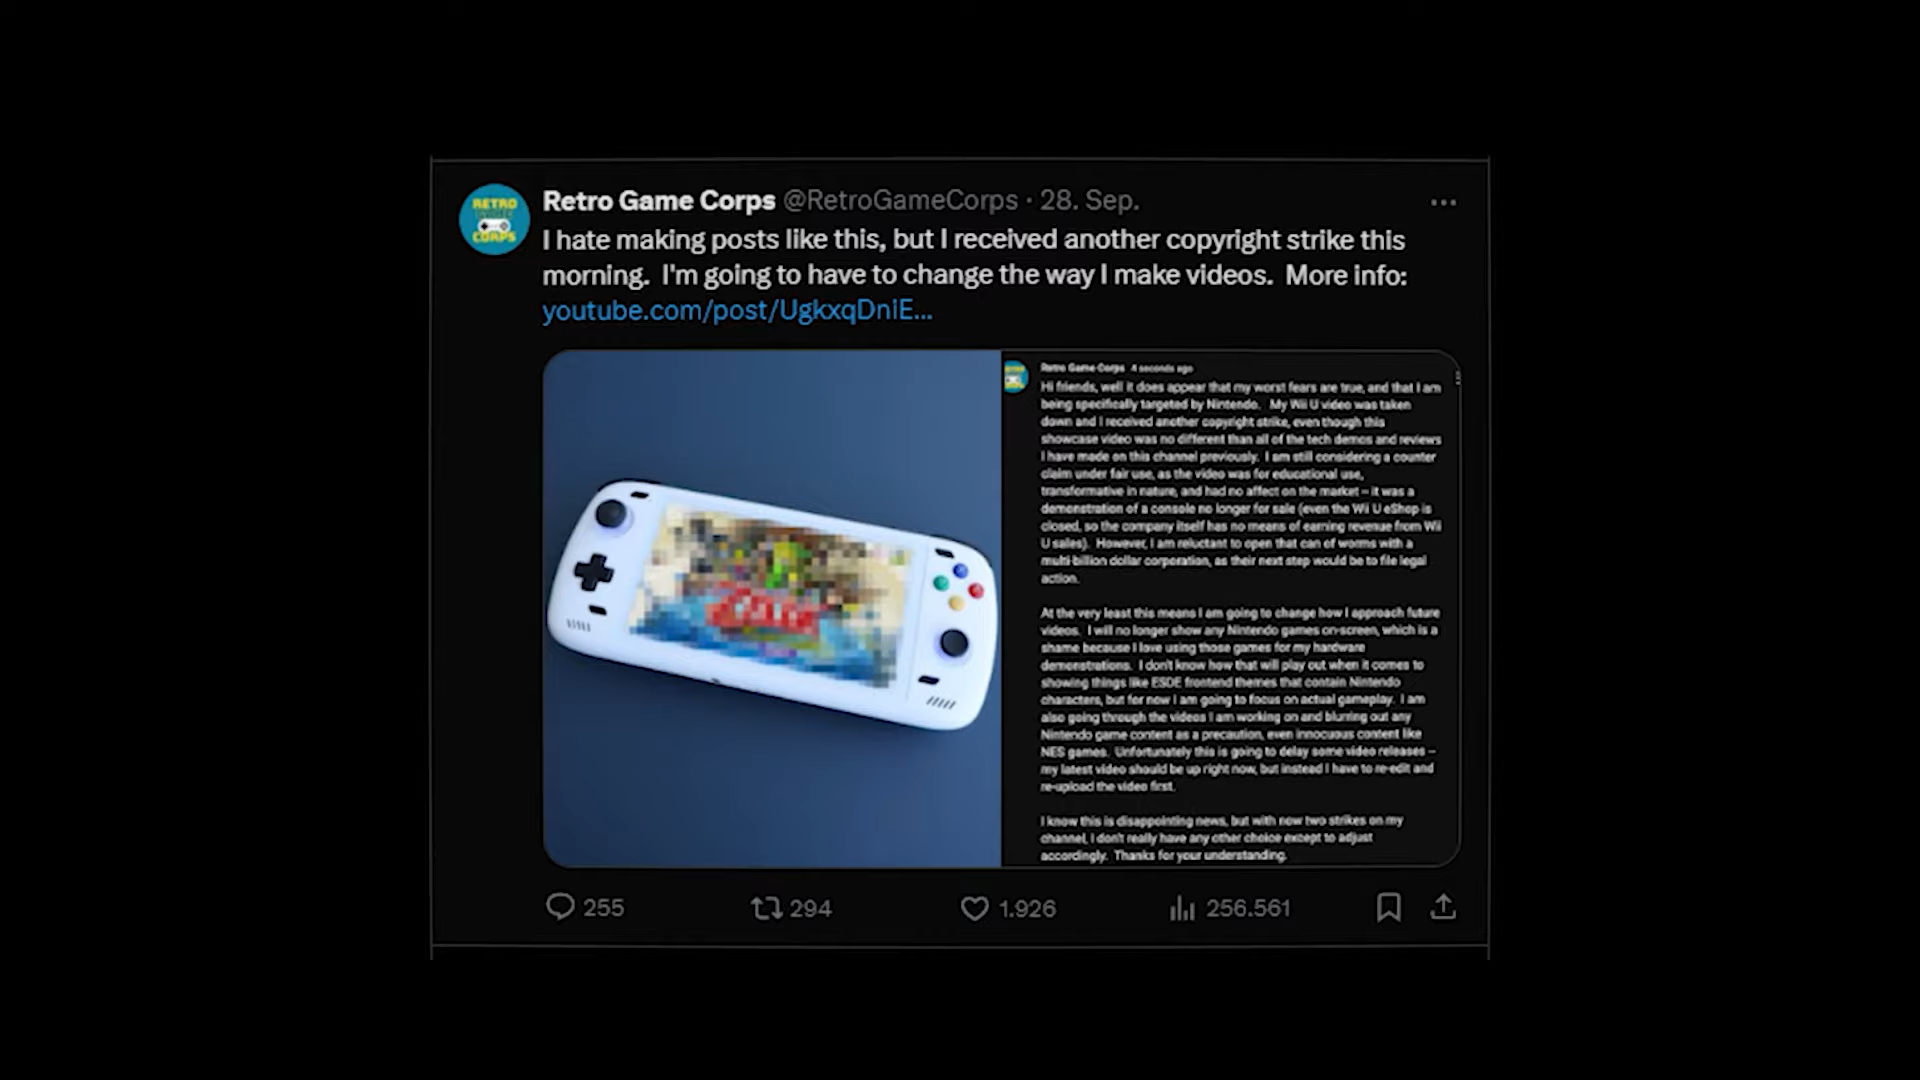 Retro Game Corps @RetroGameCorps · 28. Sep.
I hate making posts like this, but I received another copyright strike this
morning. I'm going to have to change the way I make videos. More info:
youtube.com/post/UgkxqDniE...
RETRO
CORPS
Retro Game Corps 4 seconds ago
Hi friends, well it does appear that my worst fears are true, and that I am
being specifically targeted by Nintendo. My Wii U video was taken
down and I received another copyright strike, even though this
showcase video was no different than all of the tech demos and reviews
I have made on this channel previously. I am still considering a counter
claim under fair use, as the video was for educational use,
transformative in nature, and had no affect on the market – it was a
demonstration of a console no longer for sale (even the Wii U eShop is
closed, so the company itself has no means of earning revenue from Wii
U sales). However, I am reluctant to open that can of worms with a
multi-billion dollar corporation, as their next step would be to file legal
action.
At the very least this means I am going to change how I approach future
videos. I will no longer show any Nintendo games on-screen, which is a
shame because I love using those games for my hardware
demonstrations. I don't know how that will play out when it comes to
showing things like ESDE frontend themes that contain Nintendo
characters, but for now I am going to focus on actual gameplay. I am
also going through the videos I am working on and blurring out any
Nintendo game content as a precaution, even innocuous content like
NES games. Unfortunately this is going to delay some video releases –
my latest video should be up right now, but instead I have to re-edit and
re-upload the video first.
I know this is disappointing news, but with now two strikes on my
channel, I don't really have any other choice except to adjust
accordingly. Thanks for your understanding.
255 294 1.926 256.561